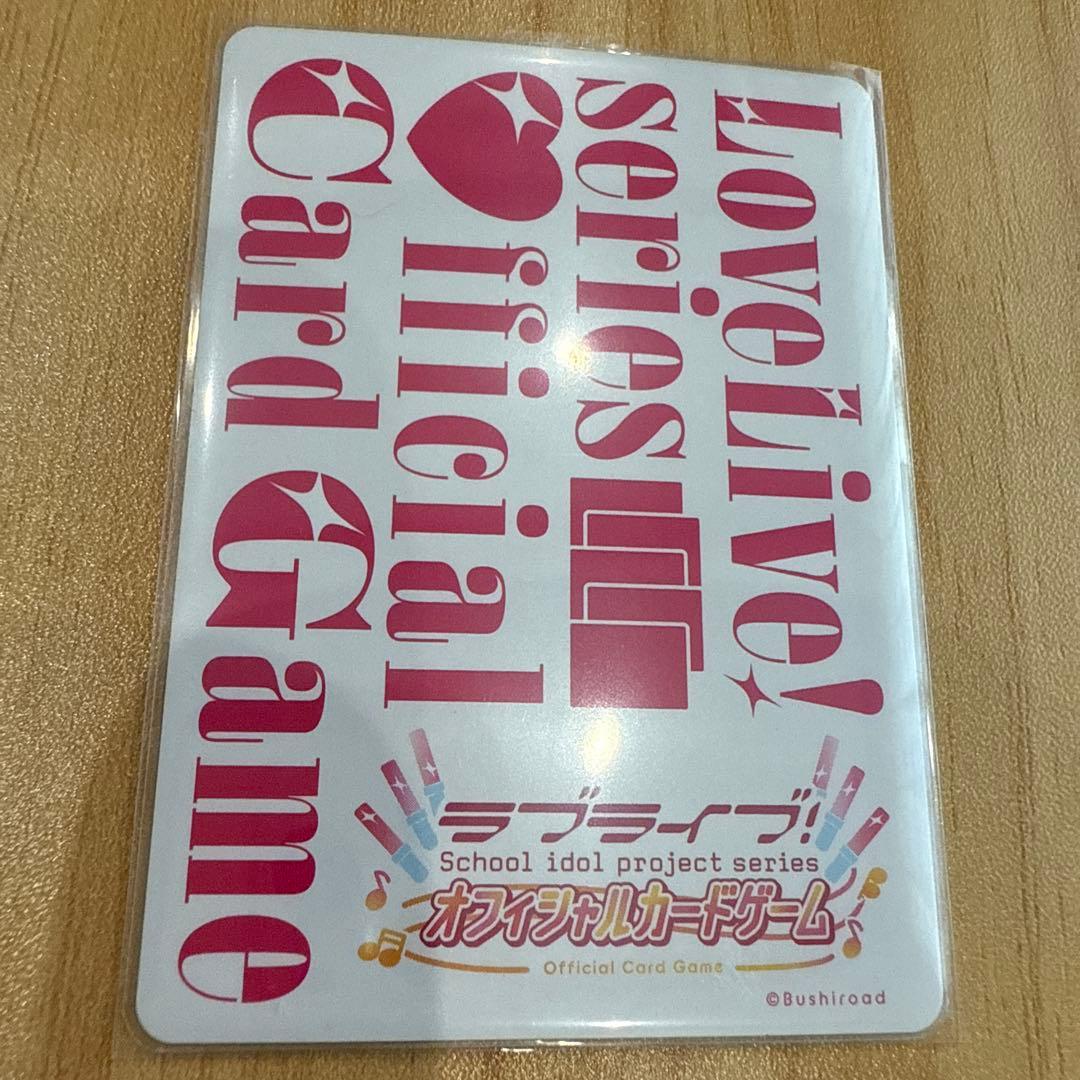 LoveLive!
series
♥fficial
Card Game
ラブライブ!
School idol project series
オフィシャルカードゲーム
Official Card Game
©Bushiroad